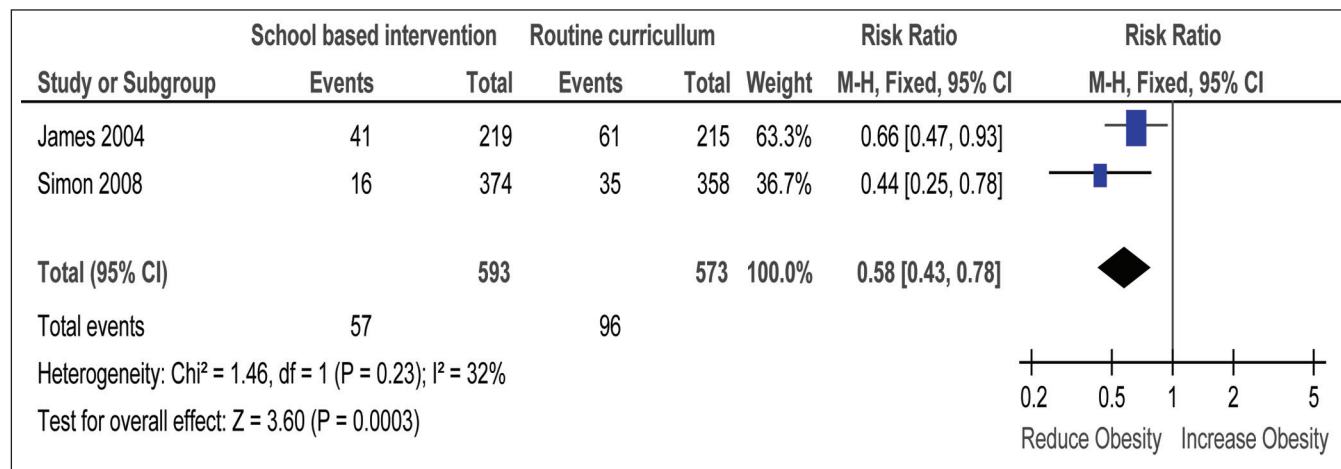 School based intervention Routine curricullum Risk Ratio Risk Ratio
Study or Subgroup Events Total Events Total Weight M-H, Fixed, 95% CI M-H, Fixed, 95% CI
James 2004 41 219 61 215 63.3% 0.66 [0.47, 0.93]
Simon 2008 16 374 35 358 36.7% 0.44 [0.25, 0.78]
Total (95% CI) 593 573 100.0% 0.58 [0.43, 0.78]
Total events 57 96
Heterogeneity: Chi² = 1.46, df = 1 (P = 0.23); I² = 32%
Test for overall effect: Z = 3.60 (P = 0.0003)
0.2 0.5 1 2 5
Reduce Obesity Increase Obesity